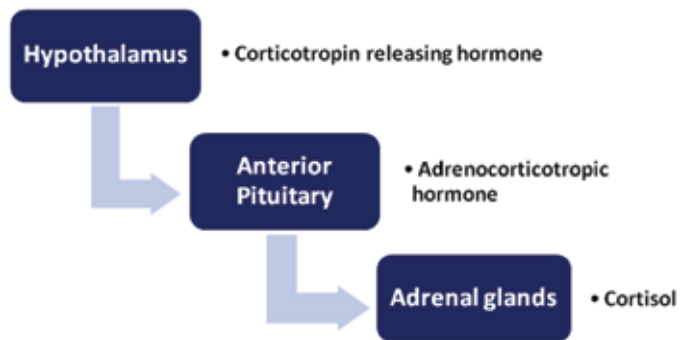 Hypothalamus
• Corticotropin releasing hormone
Anterior
Pituitary
• Adrenocorticotropic
hormone
Adrenal glands
• Cortisol